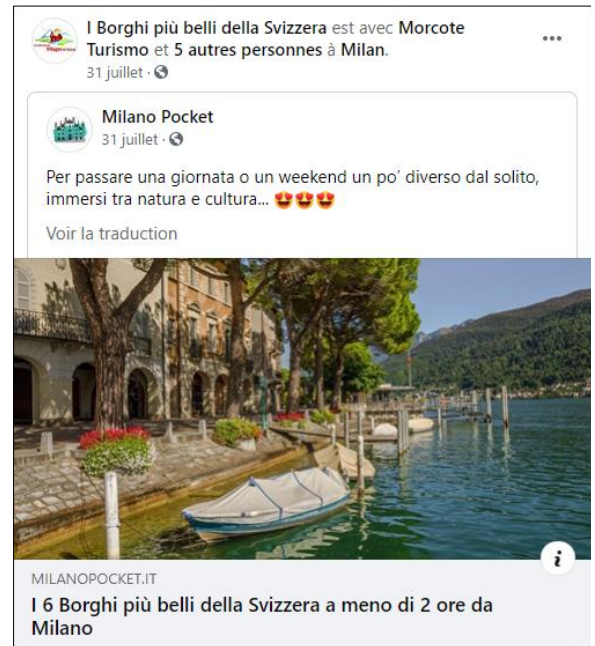 I Borghi più belli della Svizzera est avec Morcote
Turismo et 5 autres personnes à Milan.
31 juillet ·
Milano Pocket
31 juillet ·
Per passare una giornata o un weekend un po' diverso dal solito,
immersi tra natura e cultura... 😍😍😍
Voir la traduction
MILANOPOCKET.IT
I 6 Borghi più belli della Svizzera a meno di 2 ore da
Milano